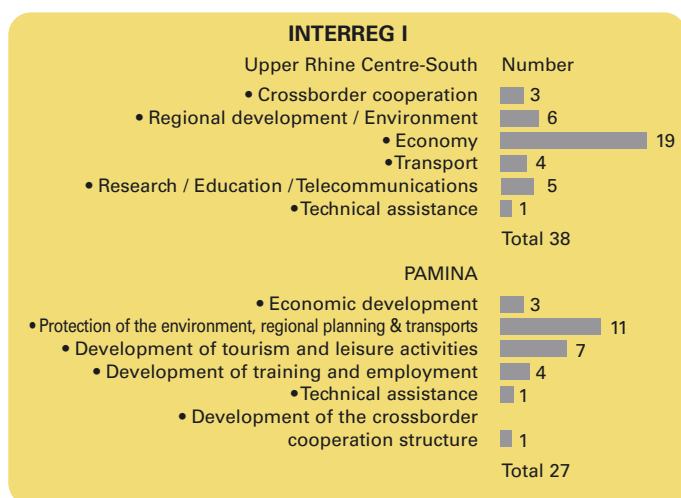 INTERREG I
Upper Rhine Centre-South Number
• Crossborder cooperation 3
• Regional development / Environment 6
• Economy 19
• Transport 4
• Research / Education / Telecommunications 5
• Technical assistance 1
Total 38
PAMINA
• Economic development 3
• Protection of the environment, regional planning & transports 11
• Development of tourism and leisure activities 7
• Development of training and employment 4
• Technical assistance 1
• Development of the crossborder
cooperation structure 1
Total 27